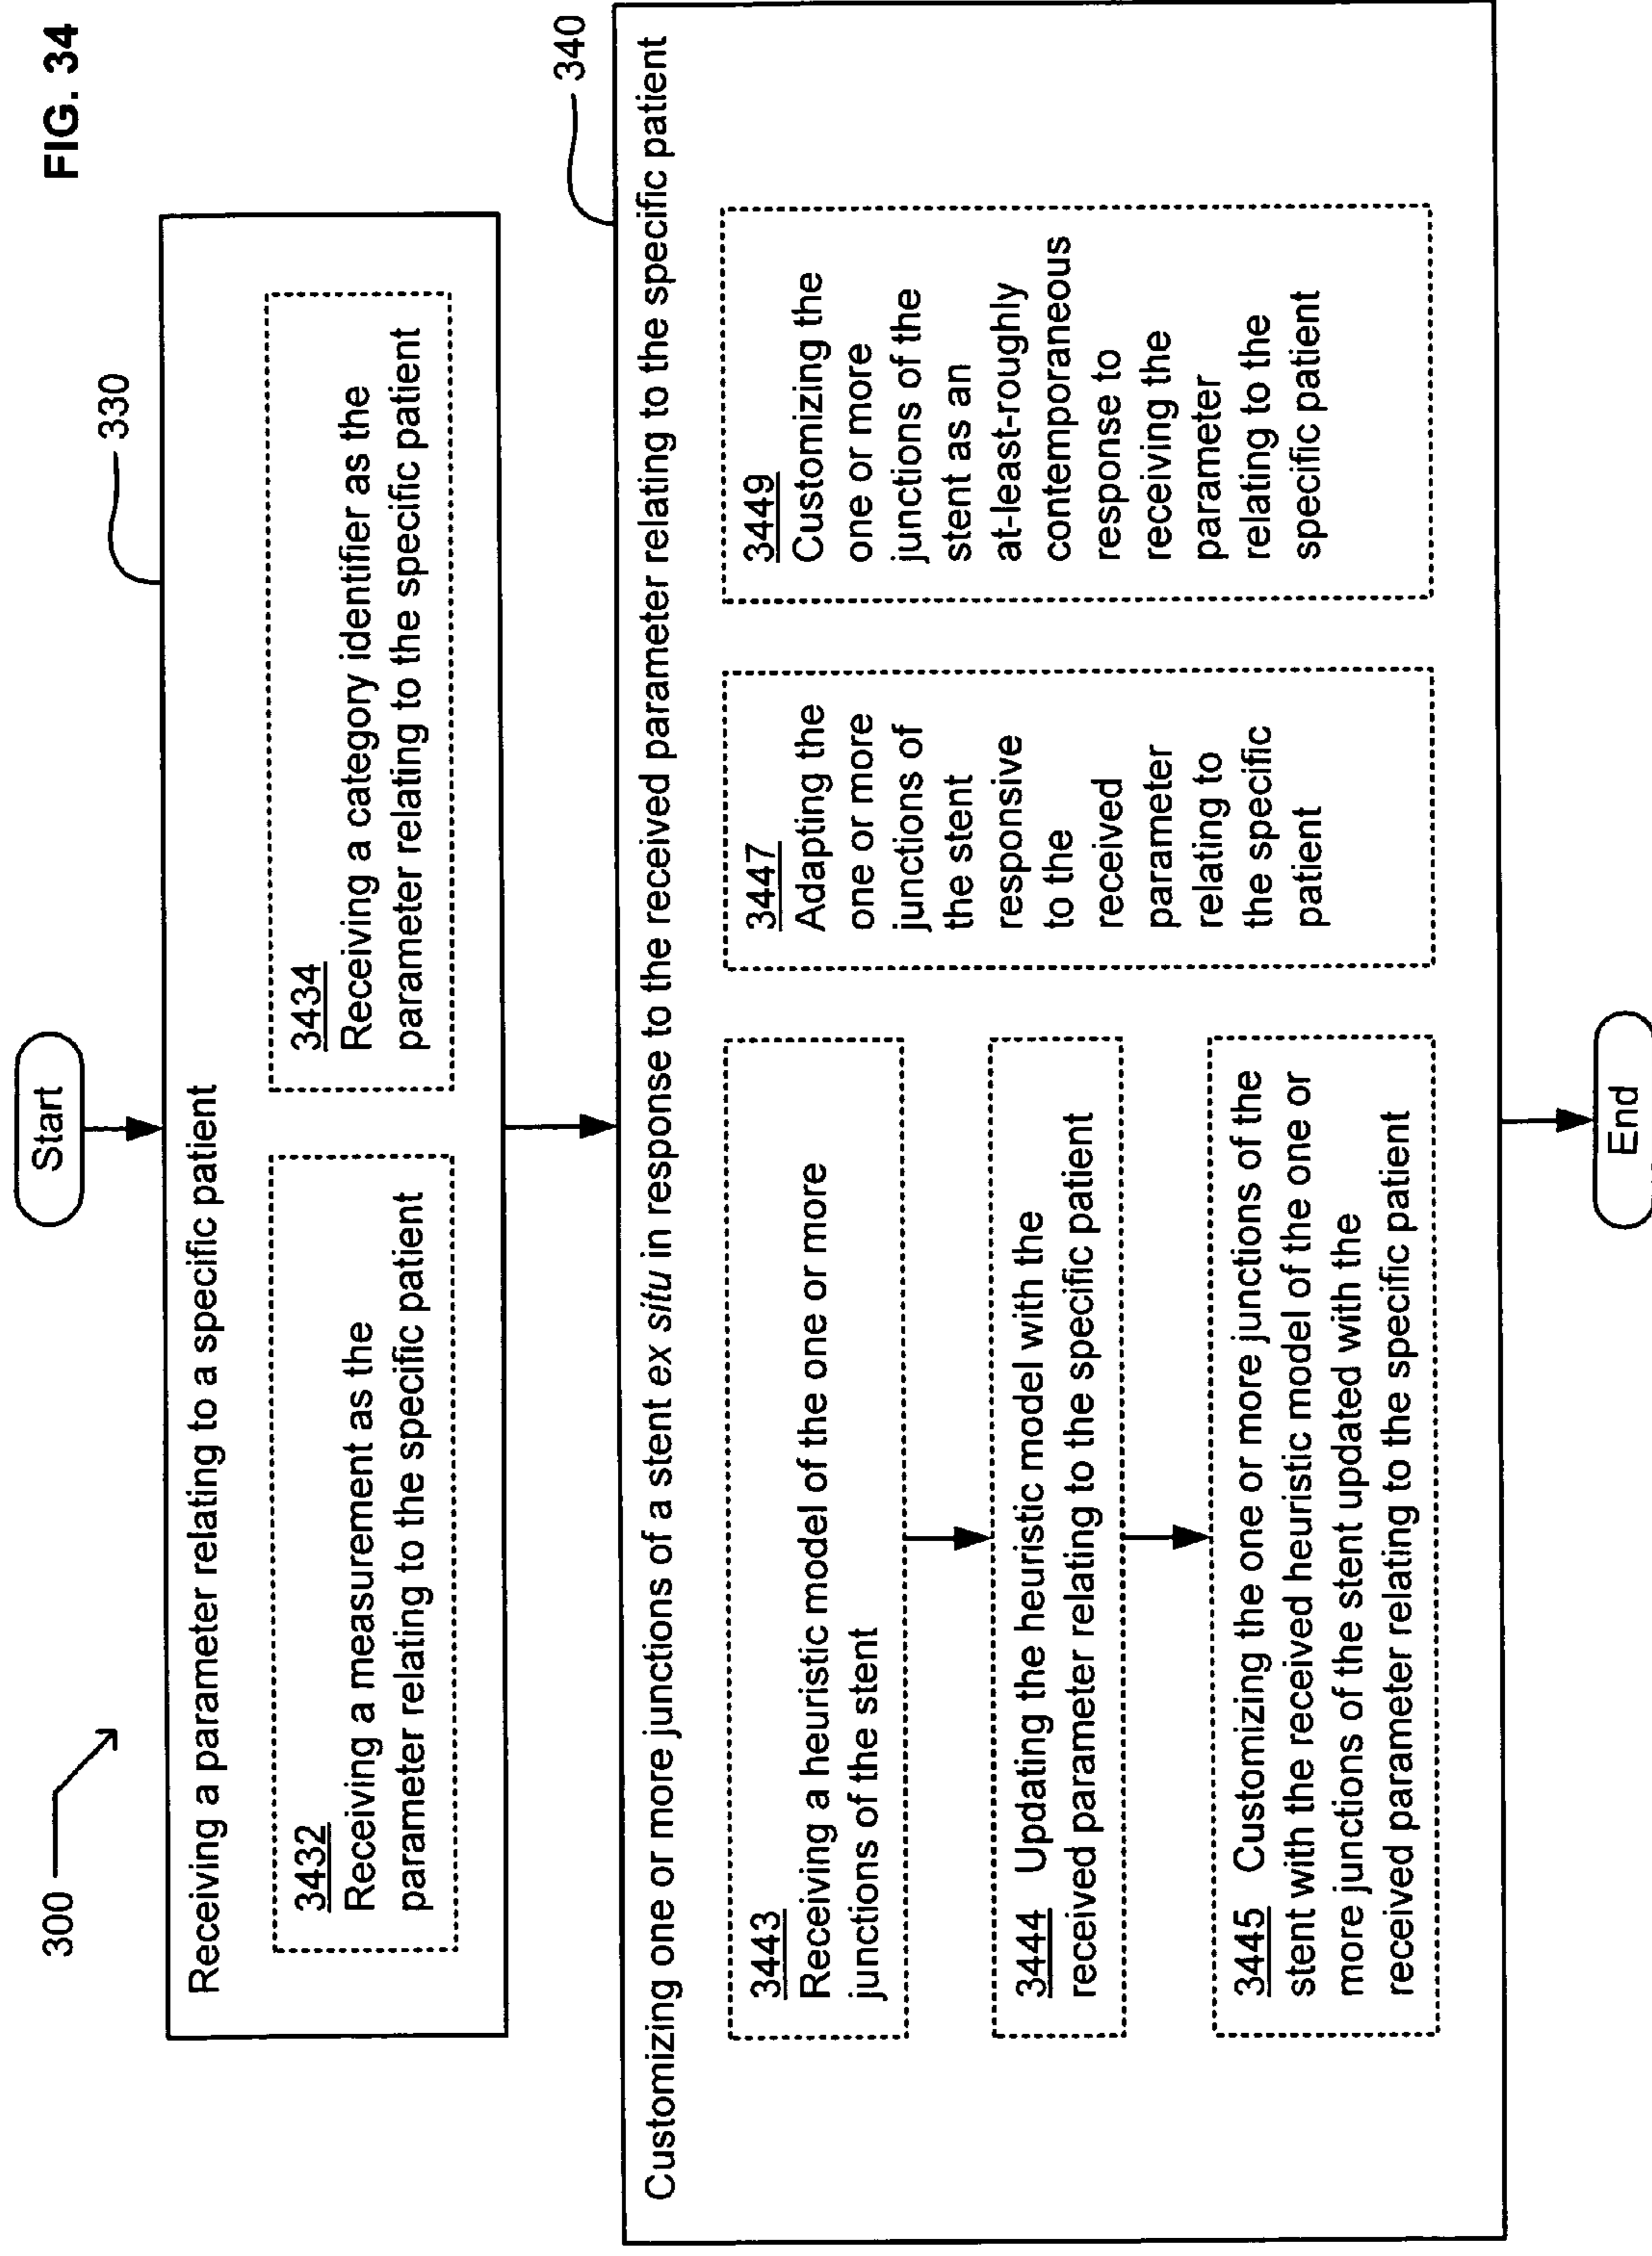 FIG. 34
300
Start
330
Receiving a parameter relating to a specific patient
3432
Receiving a measurement as the
parameter relating to the specific patient
3434
Receiving a category identifier as the
parameter relating to the specific patient
340
Customizing one or more junctions of a stent ex situ in response to the received parameter relating to the specific patient
3443
Receiving a heuristic model of the one or more
junctions of the stent
3444 Updating the heuristic model with the
received parameter relating to the specific patient
3445 Customizing the one or more junctions of the
stent with the received heuristic model of the one or
more junctions of the stent updated with the
received parameter relating to the specific patient
3447
Adapting the
one or more
junctions of
the stent
responsive
to the
received
parameter
relating to
the specific
patient
3449
Customizing the
one or more
junctions of the
stent as an
at-least-roughly
contemporaneous
response to
receiving the
parameter
relating to the
specific patient
End